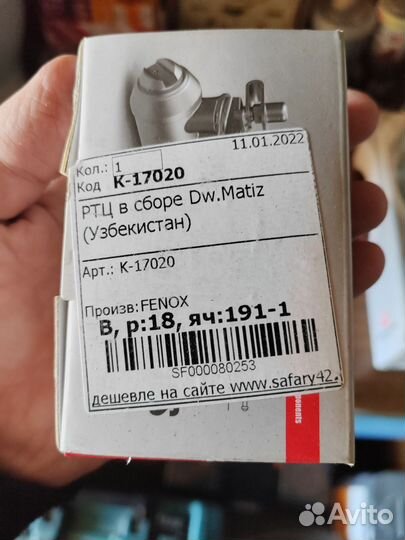 Кол.: 1 11.01.2022
Код К-17020
РТЦ в сборе Dw.Matiz
(Узбекистан)
Арт.: К-17020
Произв:FENOX
В, р:18, яч:191-1
SF000080253
дешевле на сайте www.safary42.
Avito